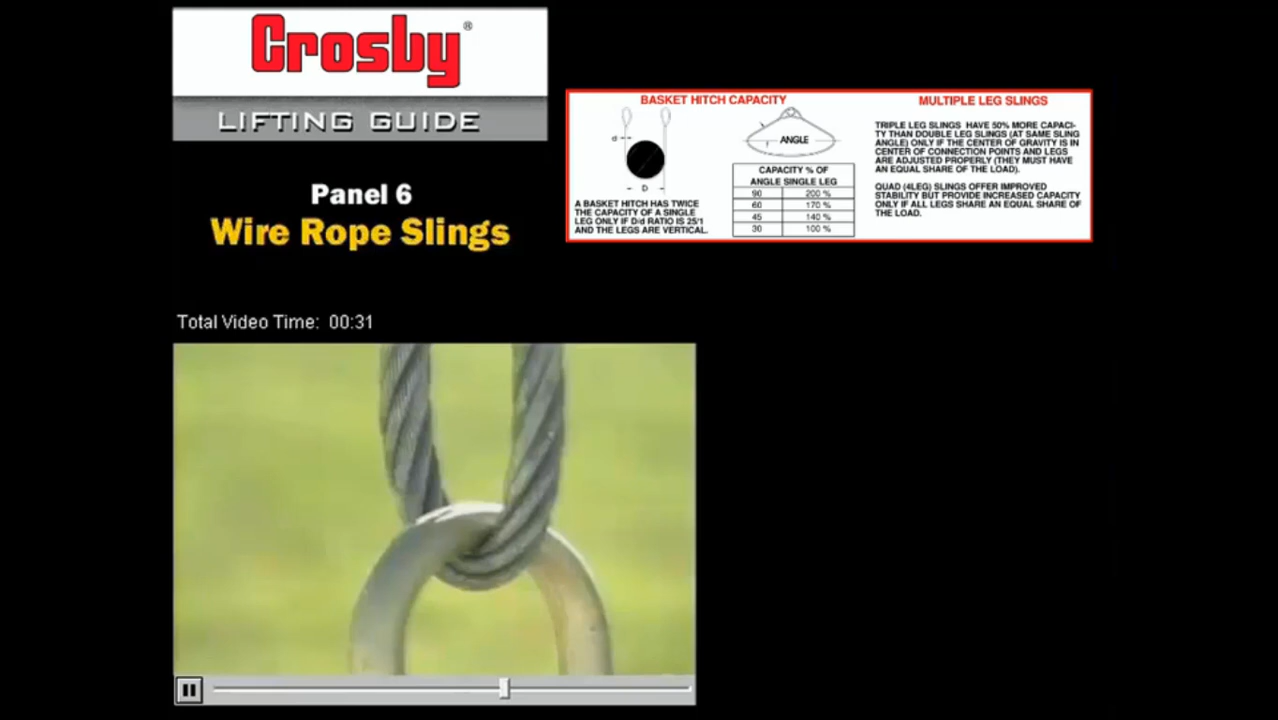 Crosby®
LIFTING GUIDE
Panel 6
Wire Rope Slings
Total Video Time: 00:31
BASKET HITCH CAPACITY
d
D
A BASKET HITCH HAS TWICE
THE CAPACITY OF A SINGLE
LEG ONLY IF D/d RATIO IS 25/1
AND THE LEGS ARE VERTICAL.
ANGLE
CAPACITY % OF
ANGLE SINGLE LEG
90 200 %
60 170 %
45 140 %
30 100 %
MULTIPLE LEG SLINGS
TRIPLE LEG SLINGS HAVE 50% MORE CAPACI-
TY THAN DOUBLE LEG SLINGS (AT SAME SLING
ANGLE) ONLY IF THE CENTER OF GRAVITY IS IN
CENTER OF CONNECTION POINTS AND LEGS
ARE ADJUSTED PROPERLY (THEY MUST HAVE
AN EQUAL SHARE OF THE LOAD).
QUAD (4LEG) SLINGS OFFER IMPROVED
STABILITY BUT PROVIDE INCREASED CAPACITY
ONLY IF ALL LEGS SHARE AN EQUAL SHARE OF
THE LOAD.